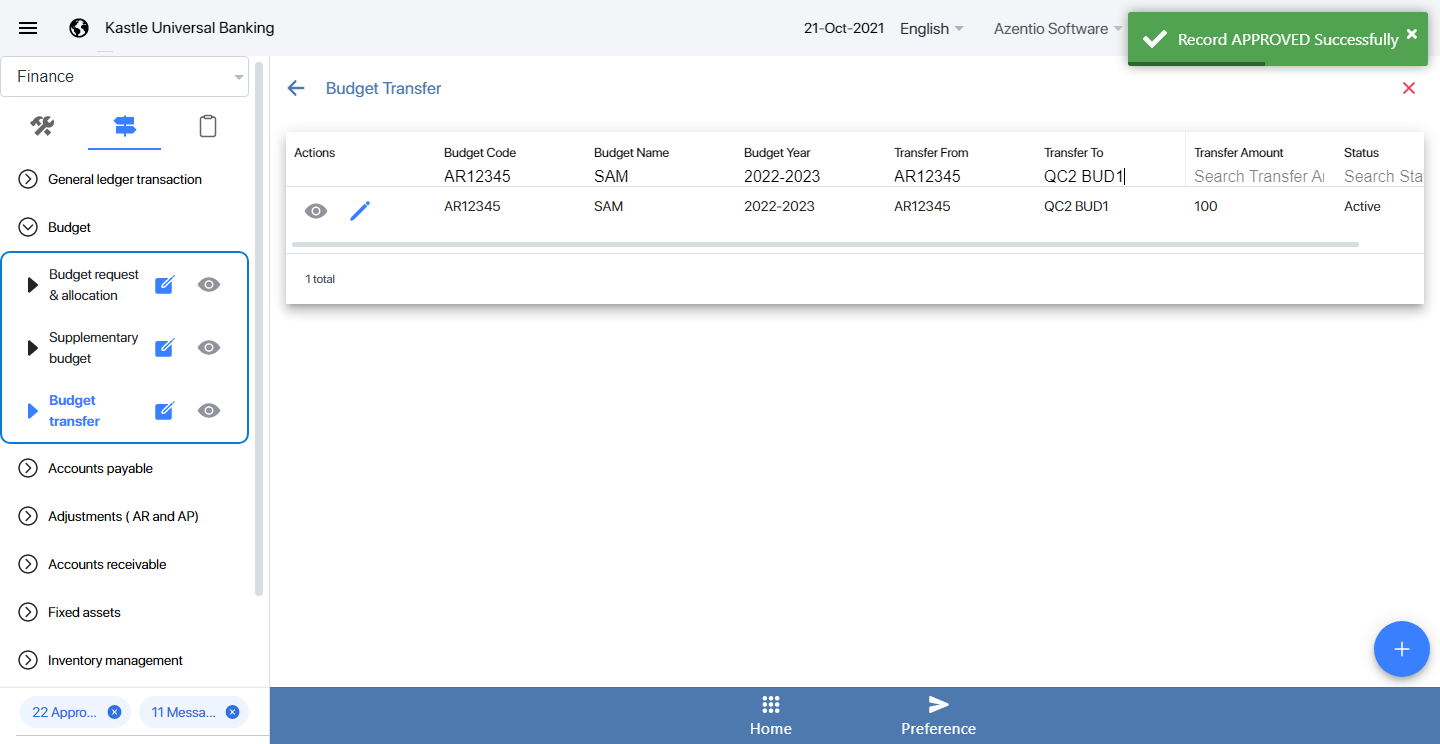 Kastle Universal Banking
21-Oct-2021
English
Azentio Software
Record APPROVED Successfully
Finance
General ledger transaction
Budget
Budget request
& allocation
Supplementary
budget
Budget
transfer
Accounts payable
Adjustments ( AR and AP)
Accounts receivable
Fixed assets
Inventory management
22 Appro...
11 Messa...
Budget Transfer
Actions Budget Code Budget Name Budget Year Transfer From Transfer To Transfer Amount Status
AR12345 SAM 2022-2023 AR12345 QC2 BUD1 Search Transfer Ar Search Sta
AR12345 SAM 2022-2023 AR12345 QC2 BUD1 100 Active
1 total
Home
Preference